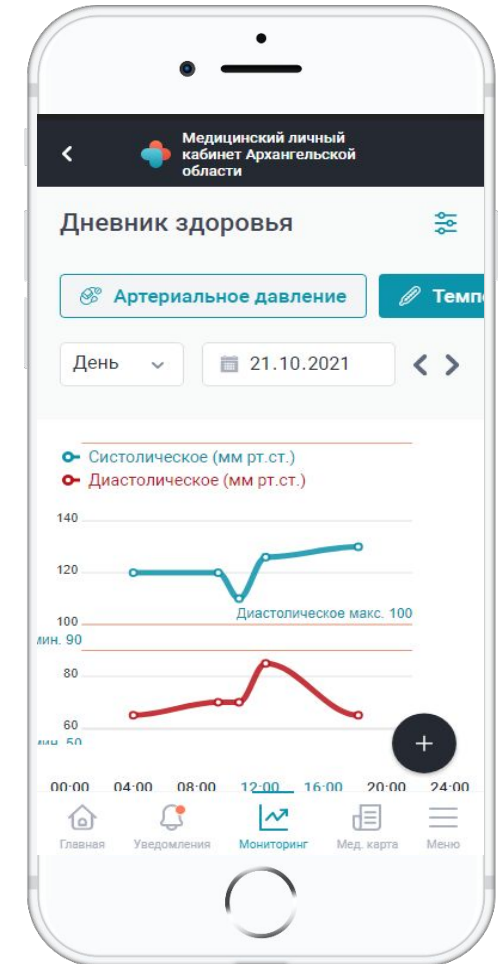 Медицинский личный
кабинет Архангельской
области
Дневник здоровья
Артериальное давление
Темп
День
21.10.2021
Систолическое (мм рт.ст.)
Диастолическое (мм рт.ст.)
140
120
Диастолическое макс. 100
100
мин. 90
80
60
мин. 50
+
00:00 04:00 08:00 12:00 16:00 20:00 24:00
Главная Уведомления Мониторинг Мед. карта Меню